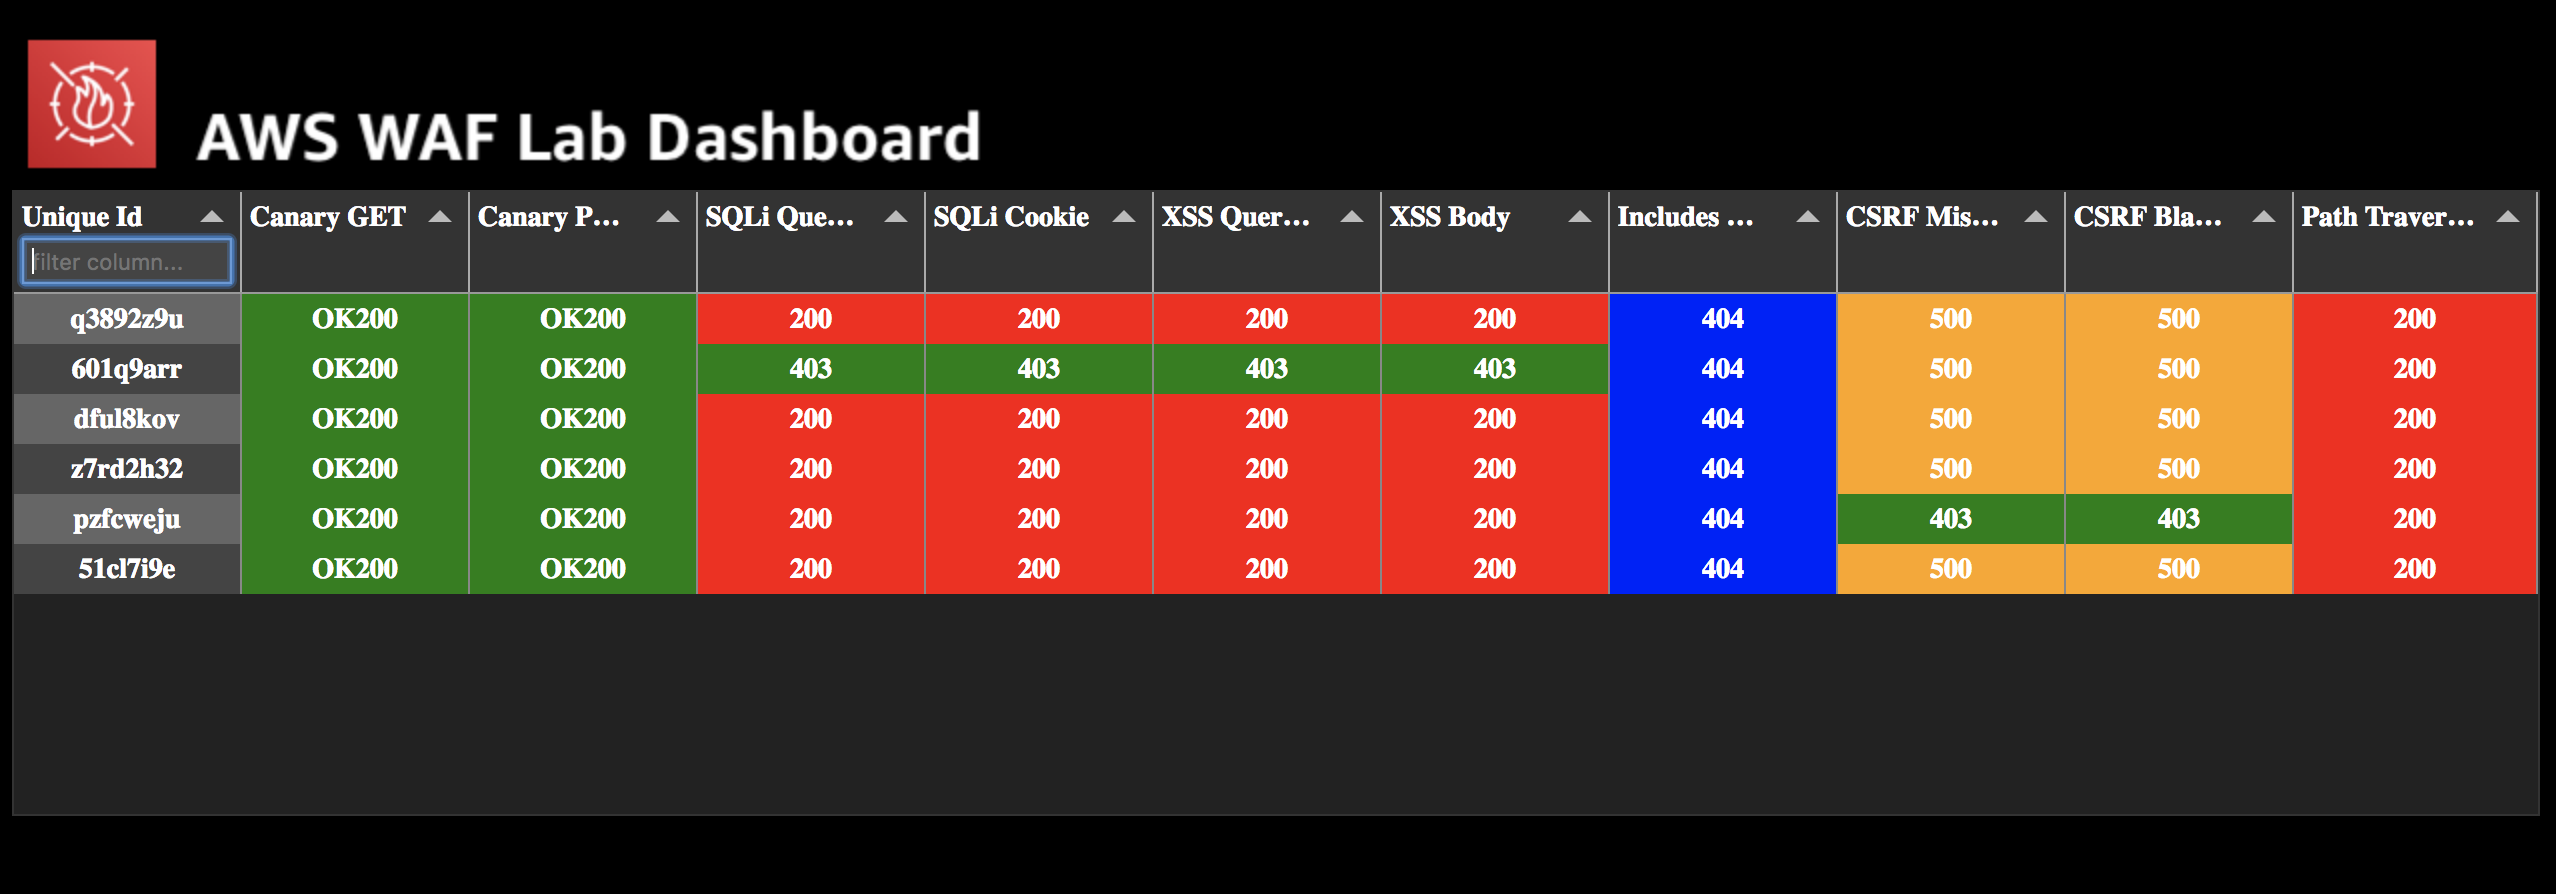 AWS WAF Lab Dashboard
Unique Id Canary GET Canary P... SQLi Que... SQLi Cookie XSS Quer... XSS Body Includes ... CSRF Mis... CSRF Bla... Path Traver...
filter column...
q3892z9u OK200 OK200 200 200 200 200 404 500 500 200
601q9arr OK200 OK200 403 403 403 403 404 500 500 200
dful8kov OK200 OK200 200 200 200 200 404 500 500 200
z7rd2h32 OK200 OK200 200 200 200 200 404 500 500 200
pzfcweju OK200 OK200 200 200 200 200 404 403 403 200
51cl7i9e OK200 OK200 200 200 200 200 404 500 500 200